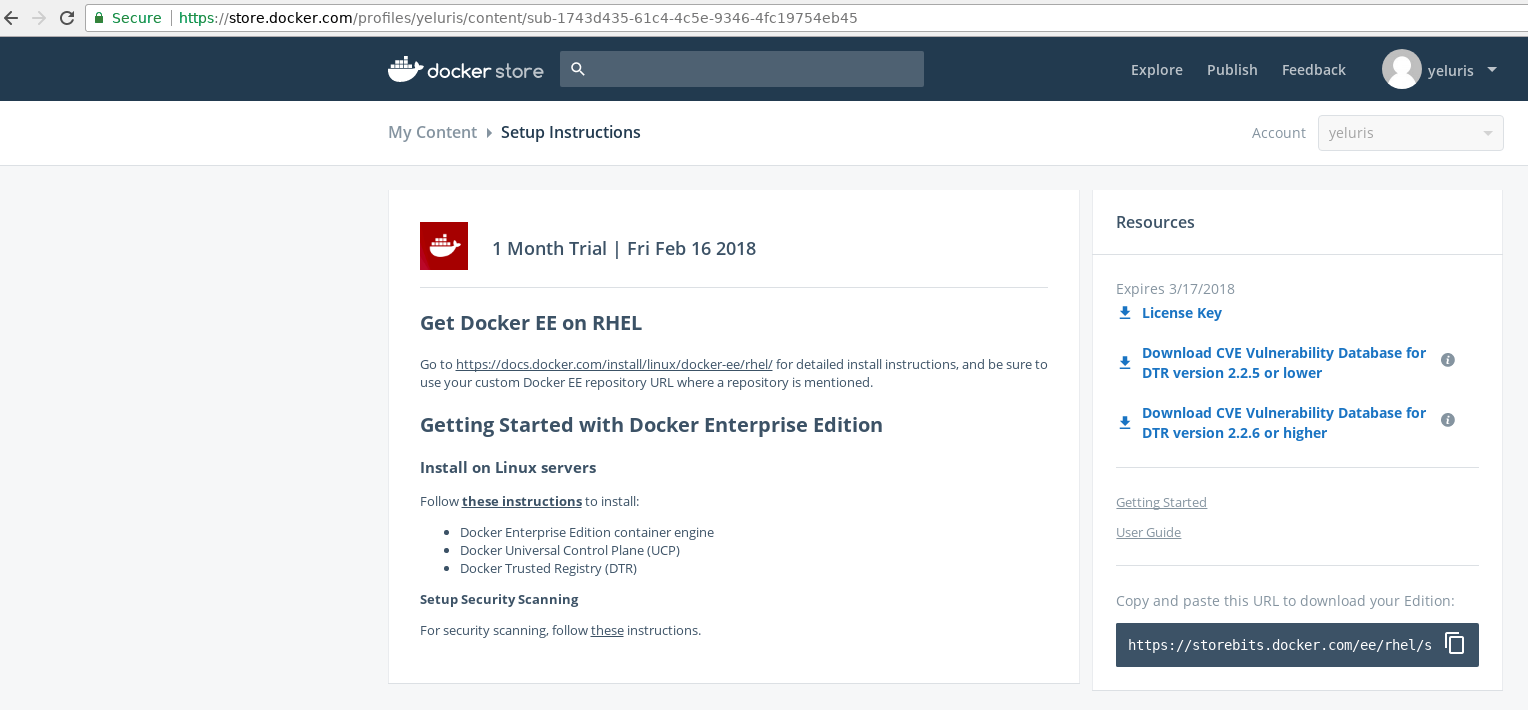 Secure https://store.docker.com/profiles/yeluris/content/sub-1743d435-61c4-4c5e-9346-4fc19754eb45
docker store
Explore Publish Feedback yeluris
My Content Setup Instructions
Account yeluris
1 Month Trial | Fri Feb 16 2018
Get Docker EE on RHEL
Go to https://docs.docker.com/install/linux/docker-ee/rhel/ for detailed install instructions, and be sure to
use your custom Docker EE repository URL where a repository is mentioned.
Getting Started with Docker Enterprise Edition
Install on Linux servers
Follow these instructions to install:
• Docker Enterprise Edition container engine
• Docker Universal Control Plane (UCP)
• Docker Trusted Registry (DTR)
Setup Security Scanning
For security scanning, follow these instructions.
Resources
Expires 3/17/2018
License Key
Download CVE Vulnerability Database for
DTR version 2.2.5 or lower
Download CVE Vulnerability Database for
DTR version 2.2.6 or higher
Getting Started
User Guide
Copy and paste this URL to download your Edition:
https://storebits.docker.com/ee/rhel/s